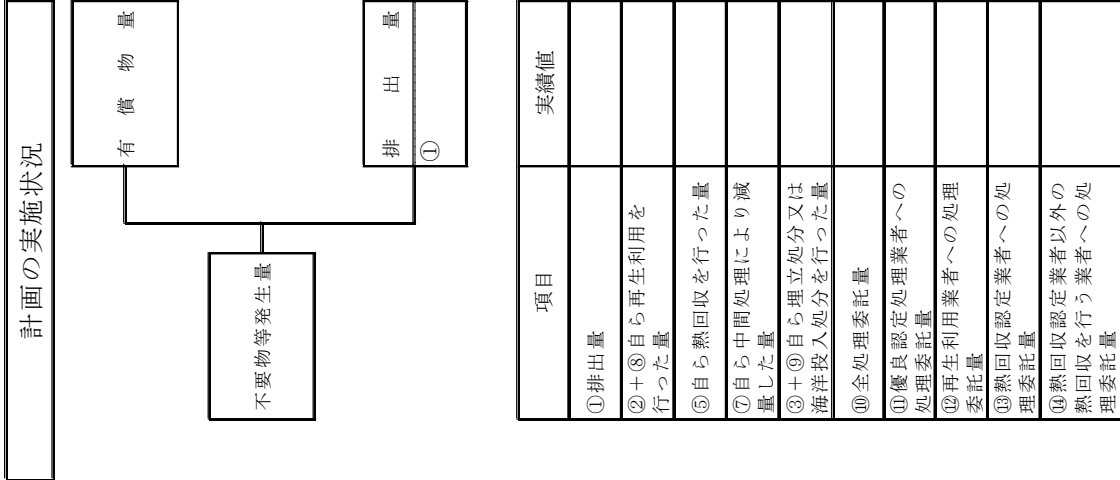 計画の実施状況
有償物量
不要物等発生量
排出量
①
項目
実績値
①排出量
②+⑧自ら再生利用を
行った量
⑤自ら熱回収を行った量
⑦自ら中間処理により減
量した量
③+⑨自ら埋立処分又は
海洋投入処分を行った量
⑩全処理委託量
⑪優良認定処理業者への
処理委託量
⑫再生利用業者への処理
委託量
⑬熱回収認定業者への処
理委託量
⑭熱回収認定業者以外の
熱回収を行う業者への処
理委託量